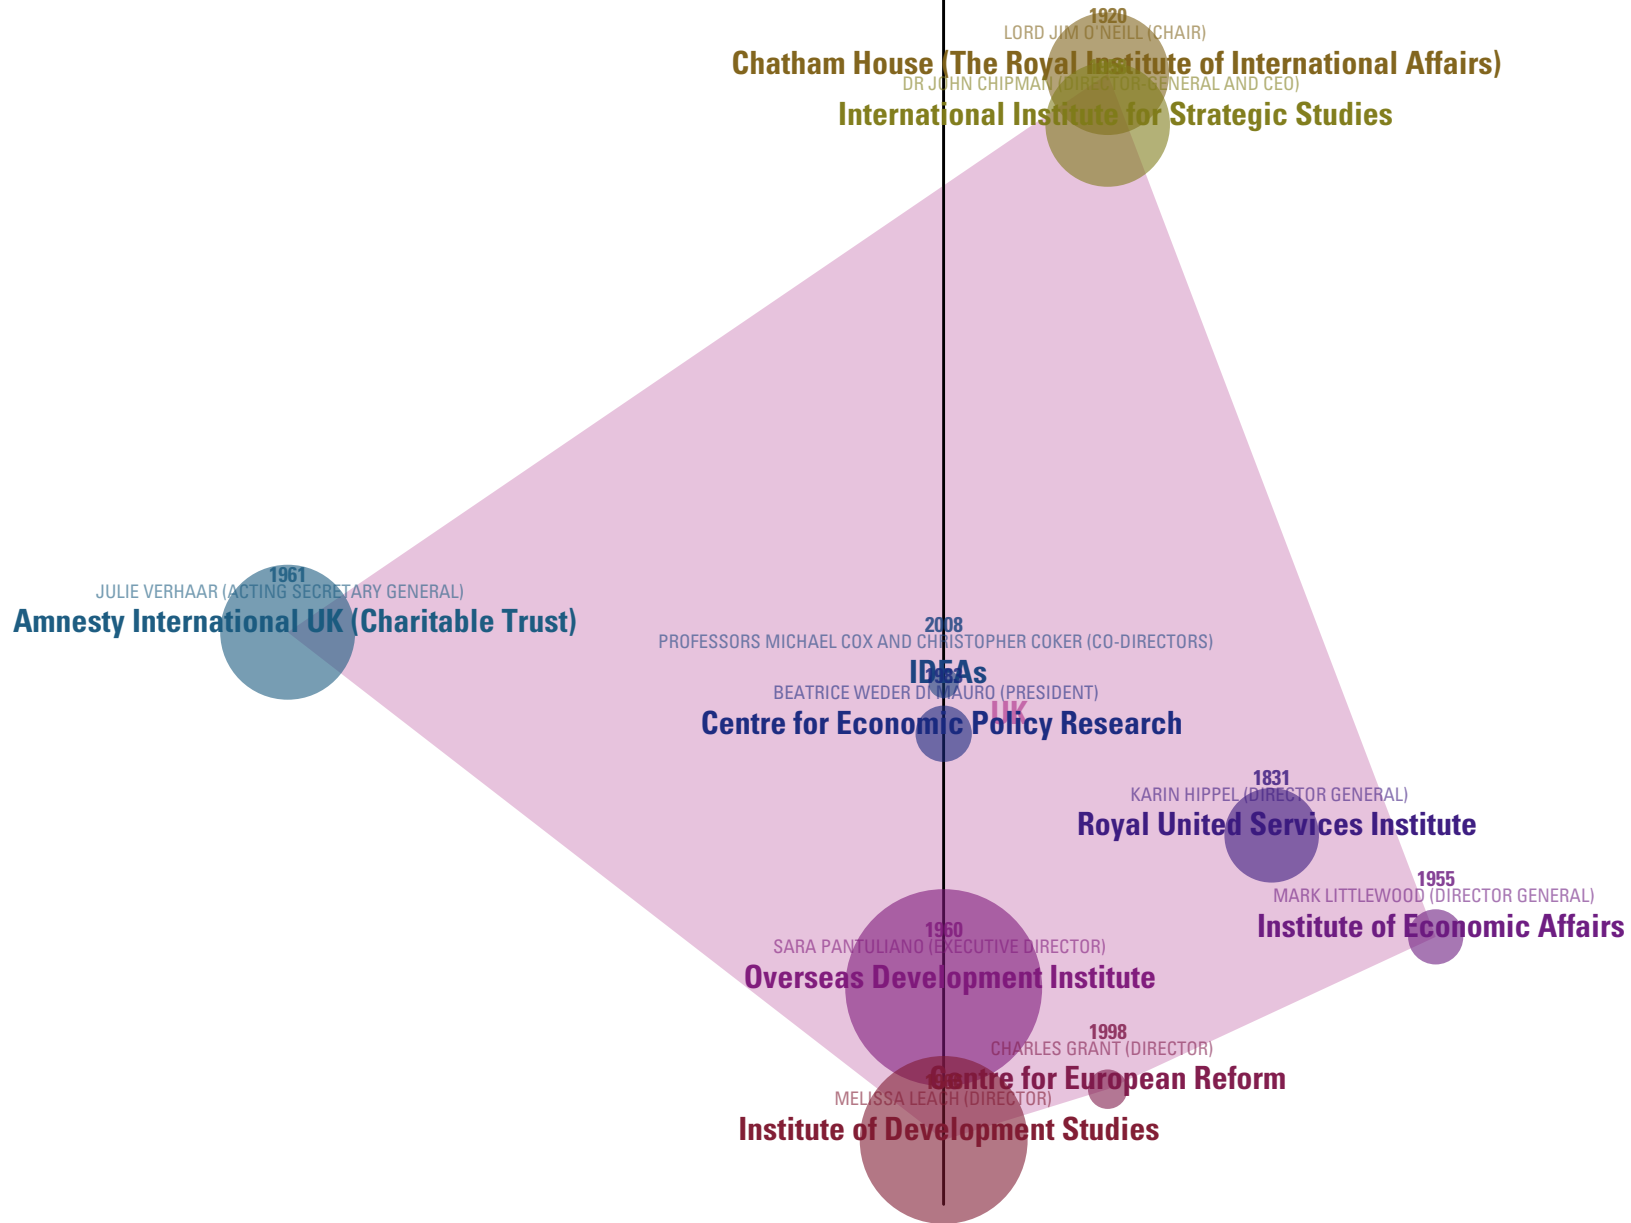 1920
LORD JIM O'NEILL (CHAIR)
Chatham House (The Royal Institute of International Affairs)
DR JOHN CHIPMAN (DIRECTOR-GENERAL AND CEO)
International Institute for Strategic Studies
1961
JULIE VERHAAR (ACTING SECRETARY GENERAL)
Amnesty International UK (Charitable Trust)
2008
PROFESSORS MICHAEL COX AND CHRISTOPHER COKER (CO-DIRECTORS)
IDEAs
BEATRICE WEDER DI MAURO (PRESIDENT)
UK
Centre for Economic Policy Research
1831
KARIN HIPPEL (DIRECTOR GENERAL)
Royal United Services Institute
1955
MARK LITTLEWOOD (DIRECTOR GENERAL)
Institute of Economic Affairs
1960
SARA PANTULIANO (EXECUTIVE DIRECTOR)
Overseas Development Institute
1998
CHARLES GRANT (DIRECTOR)
Centre for European Reform
MELISSA LEACH (DIRECTOR)
Institute of Development Studies